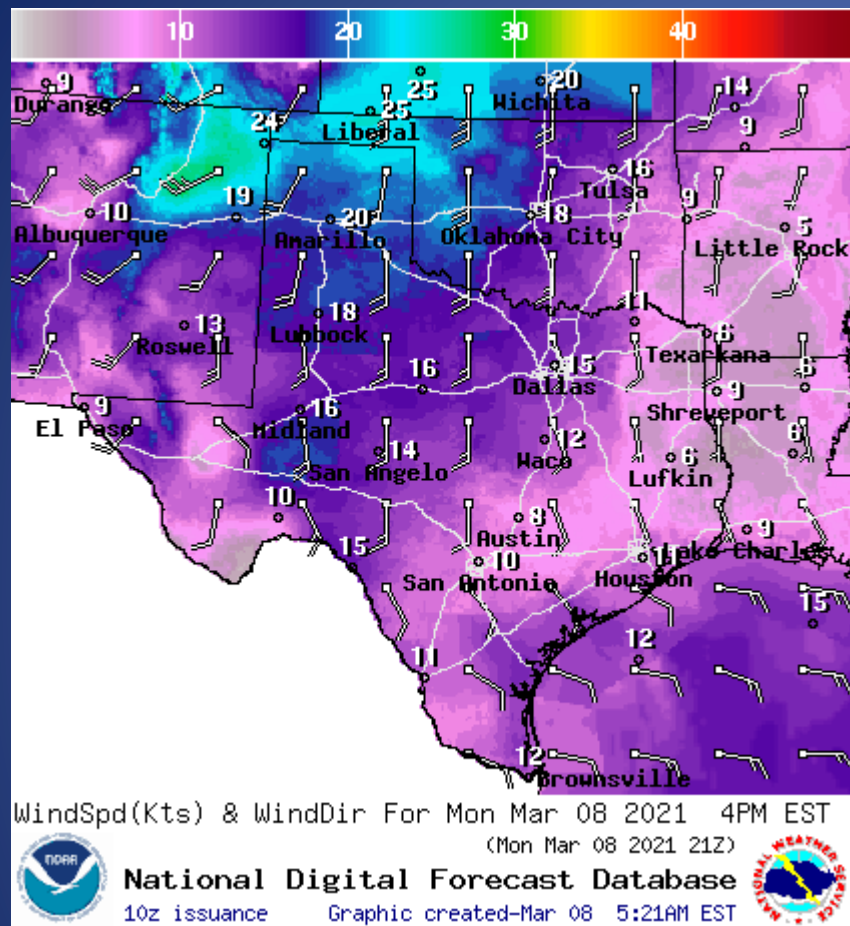 10 20 30 40
9 25 20 14
Durango Liberal 25 Wichita
24 9
16
Tulsa
10 19 20 18 9 5
Albuquerque Amarillo Oklahoma City Little Rock
13 18 11 6
Roswell Lubbock Texarkana
16 15 9 6
Dallas Shreveport
9 16
El Paso Midland 14 12 6 6
San Angelo Waco Lufkin
10 8 9
Austin Lake Charles
15 10 11
San Antonio Houston
15
12
11
12
Brownsville
WindSpd(Kts) & WindDir For Mon Mar 08 2021 4PM EST
(Mon Mar 08 2021 21Z)
National Digital Forecast Database
10z issuance Graphic created-Mar 08 5:21AM EST
NOAA
NATIONAL WEATHER SERVICE